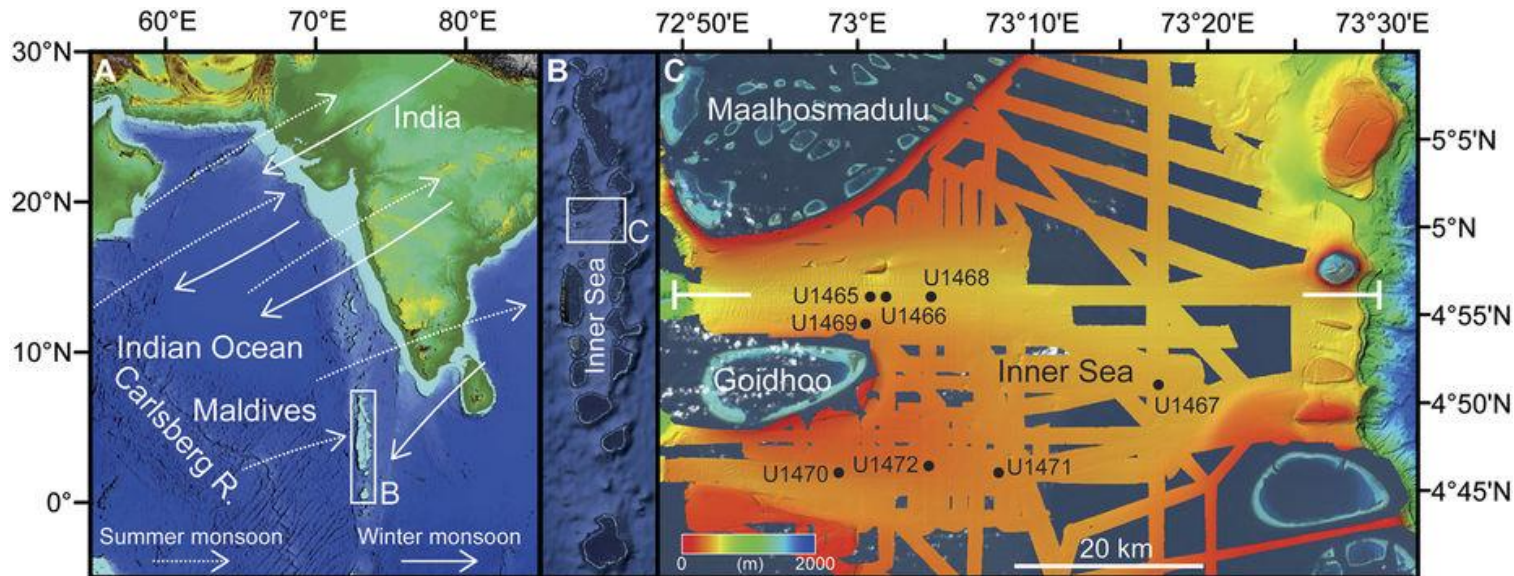 60°E 70°E 80°E
72°50'E 73° 73°10'E 73°20'E 73°30'E
30°N
20°N
10°N
0°
A
India
Indian Ocean
Maldives
Carlsberg R.
B
Summer monsoon
Winter monsoon
B
C
Inner Sea
C
Maalhosmadulu
U1468
U1465
U1466
U1469
Goidhoo
Inner Sea
U1467
U1472
U1470
U1471
0 (m) 2000
20 km
5°5'N
5°N
4°55'N
4°50'N
4°45'N